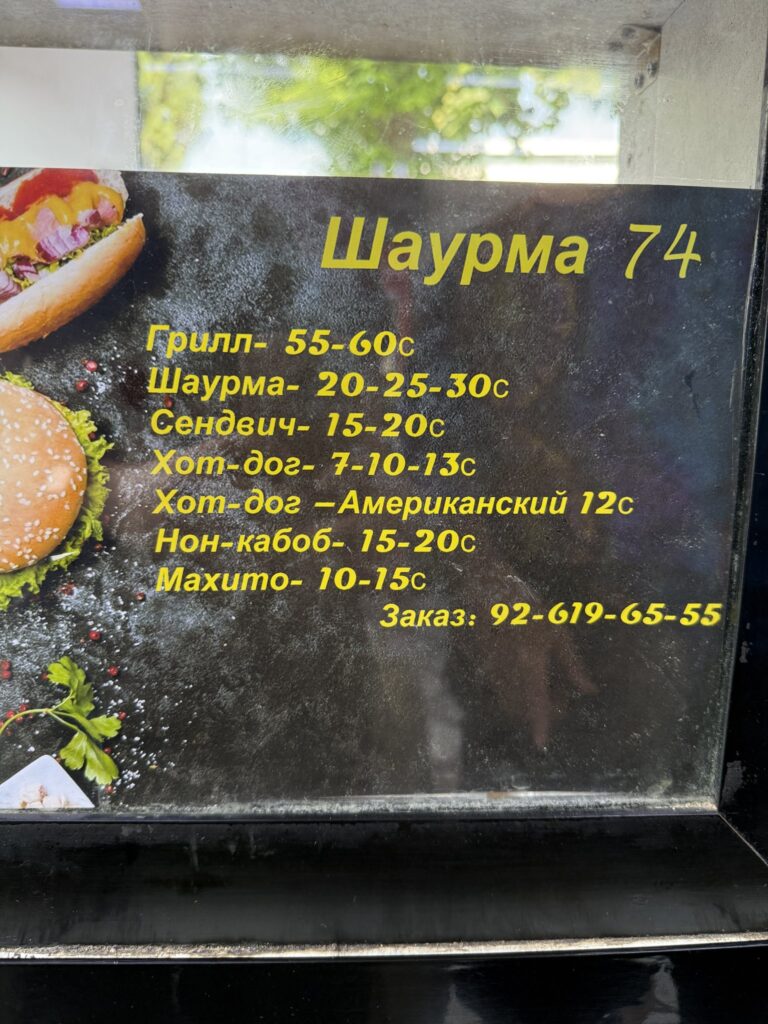 Шаурма 74
Грилл- 55-60с
Шаурма- 20-25-30с
Сендвич- 15-20с
Хот-дог- 7-10-13с
Хот-дог –Американский 12с
Нон-кабоб- 15-20с
Махито- 10-15с
Заказ: 92-619-65-55